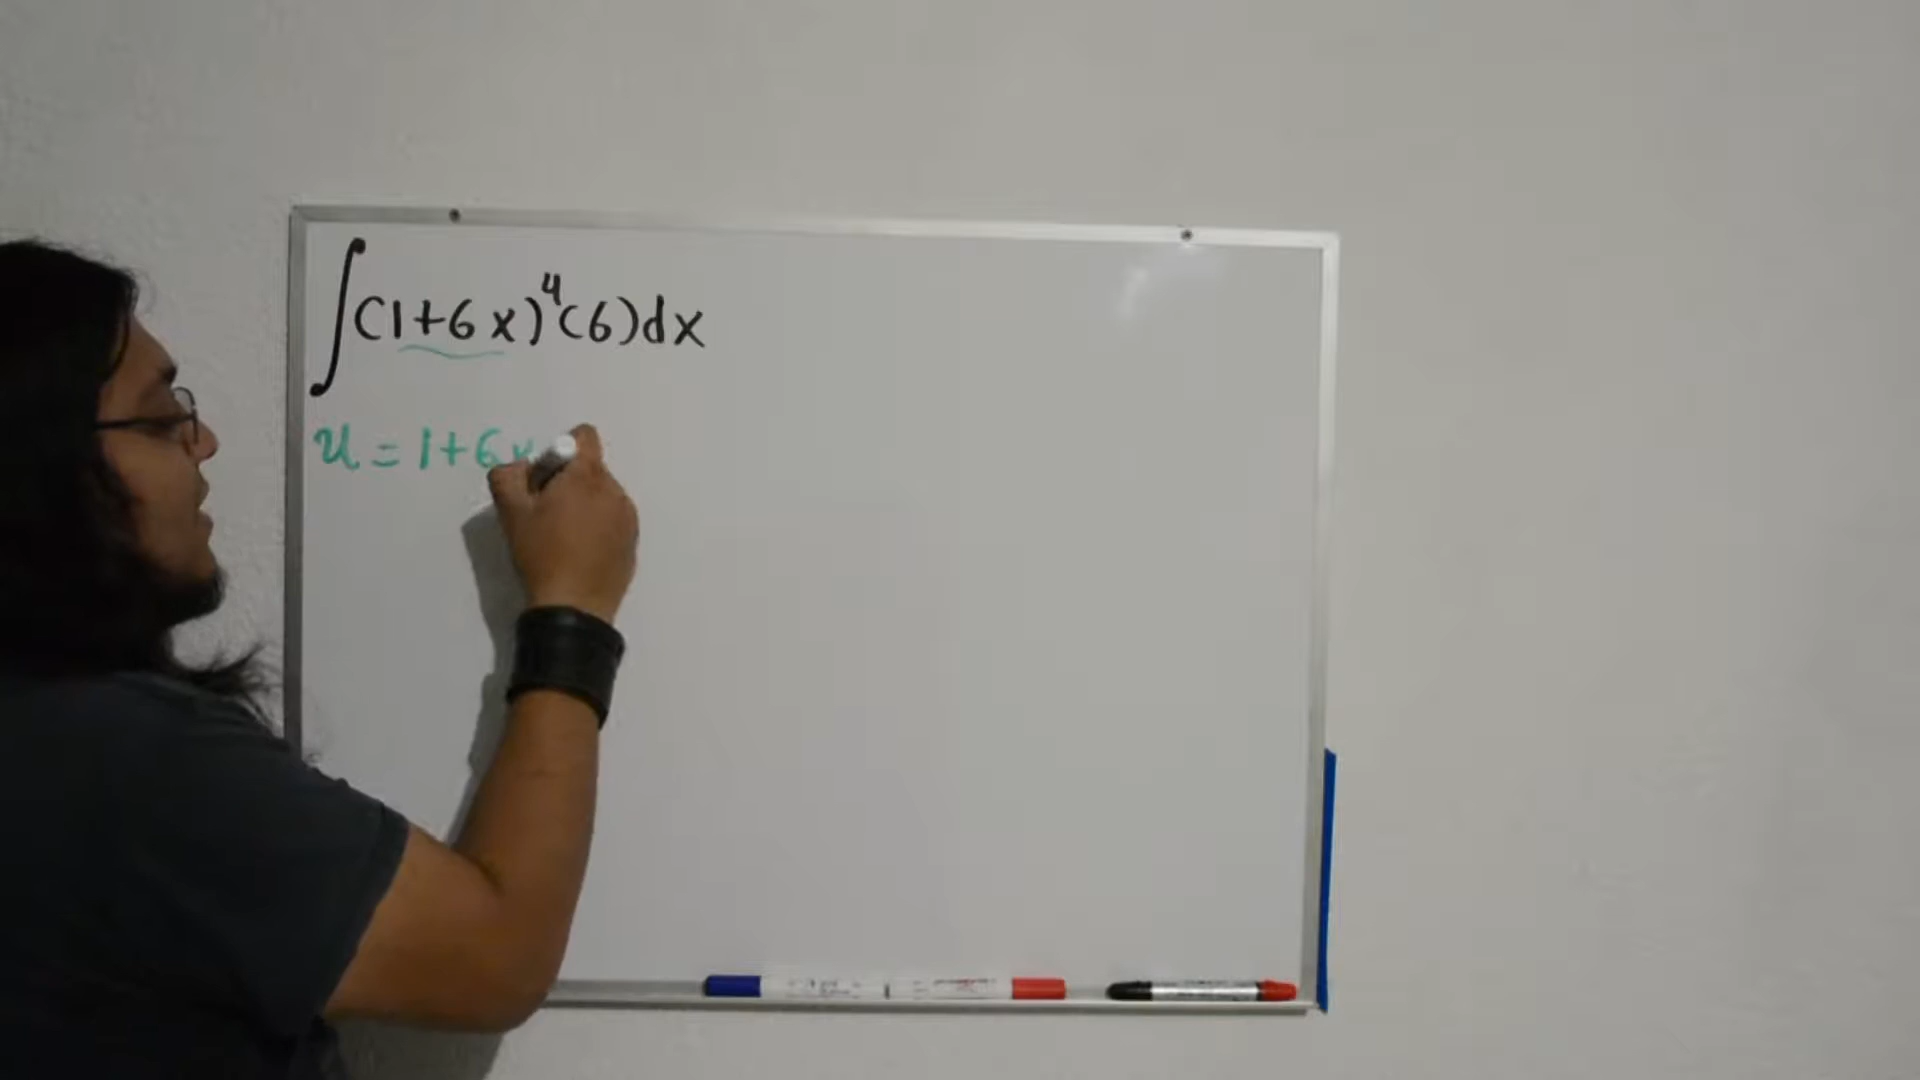 ∫(1+6x)⁴(6)dx
u = 1+6x